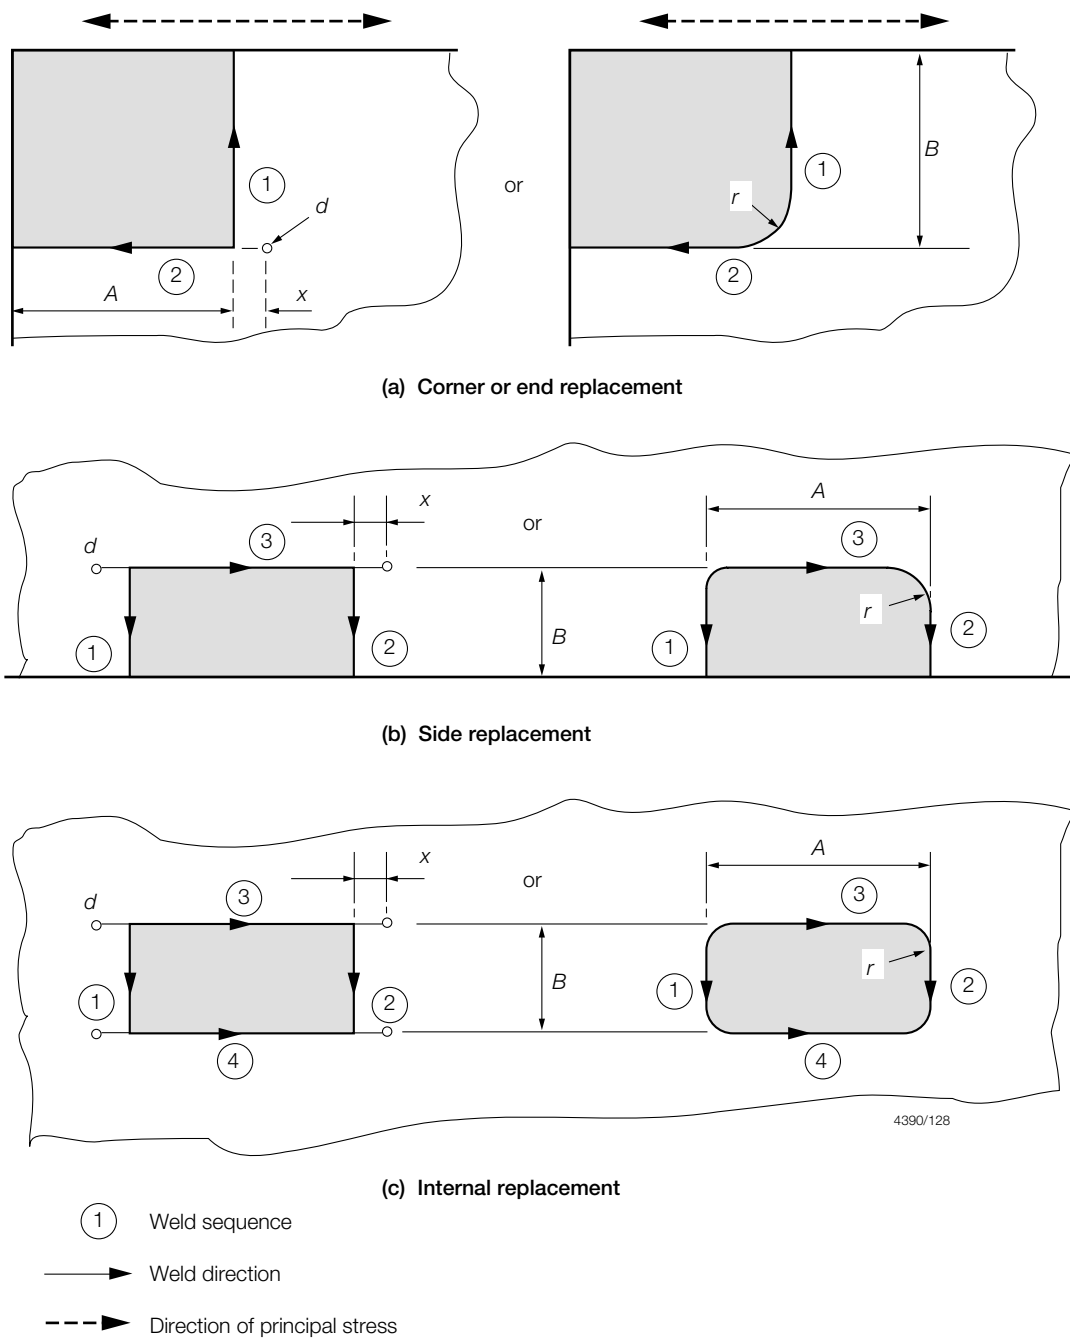 1
d
2
A
x
or
B
1
r
2
(a) Corner or end replacement
x
A
or
3
3
d
r
B
1
2
1
2
(b) Side replacement
x
A
or
3
3
d
r
B
1
2
1
2
4
4
4390/128
(c) Internal replacement
1 Weld sequence
Weld direction
Direction of principal stress